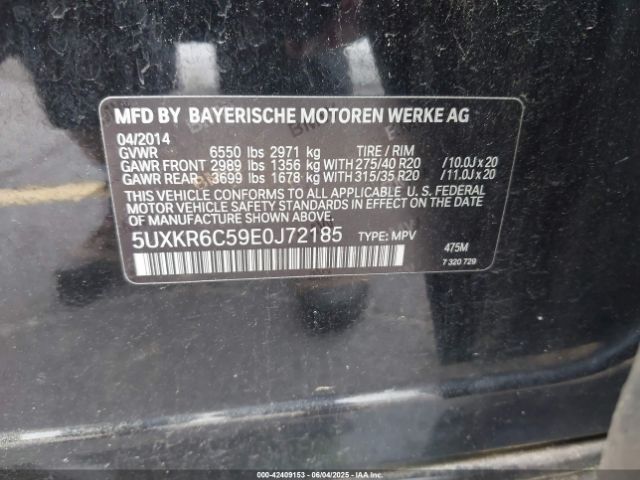 MFD BY BAYERISCHE MOTOREN WERKE AG
04/2014
GVWR 6550 lbs 2971 kg TIRE / RIM
GAWR FRONT 2989 lbs 1356 kg WITH 275/40 R20 /10.0J x 20
GAWR REAR 3699 lbs 1678 kg WITH 315/35 R20 /11.0J x 20
THIS VEHICLE CONFORMS TO ALL APPLICABLE U. S. FEDERAL
MOTOR VEHICLE SAFETY STANDARDS IN EFFECT ON THE DATE OF
MANUFACTURE SHOWN ABOVE.
5UXKR6C59E0J72185 TYPE: MPV 475M
7 320 729
000-42409153 - 06/04/2025 - IAAI.COM